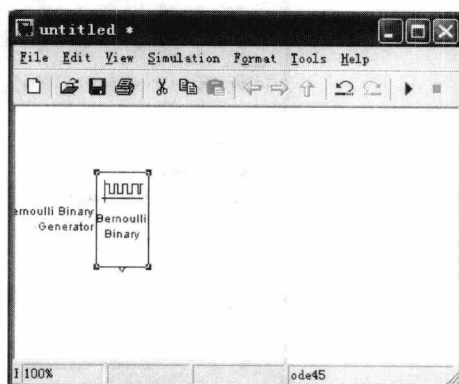 untitled *
File Edit View Simulation Format Tools Help
ernoulli Binary
Generator
Bernoulli
Binary
100%
ode45